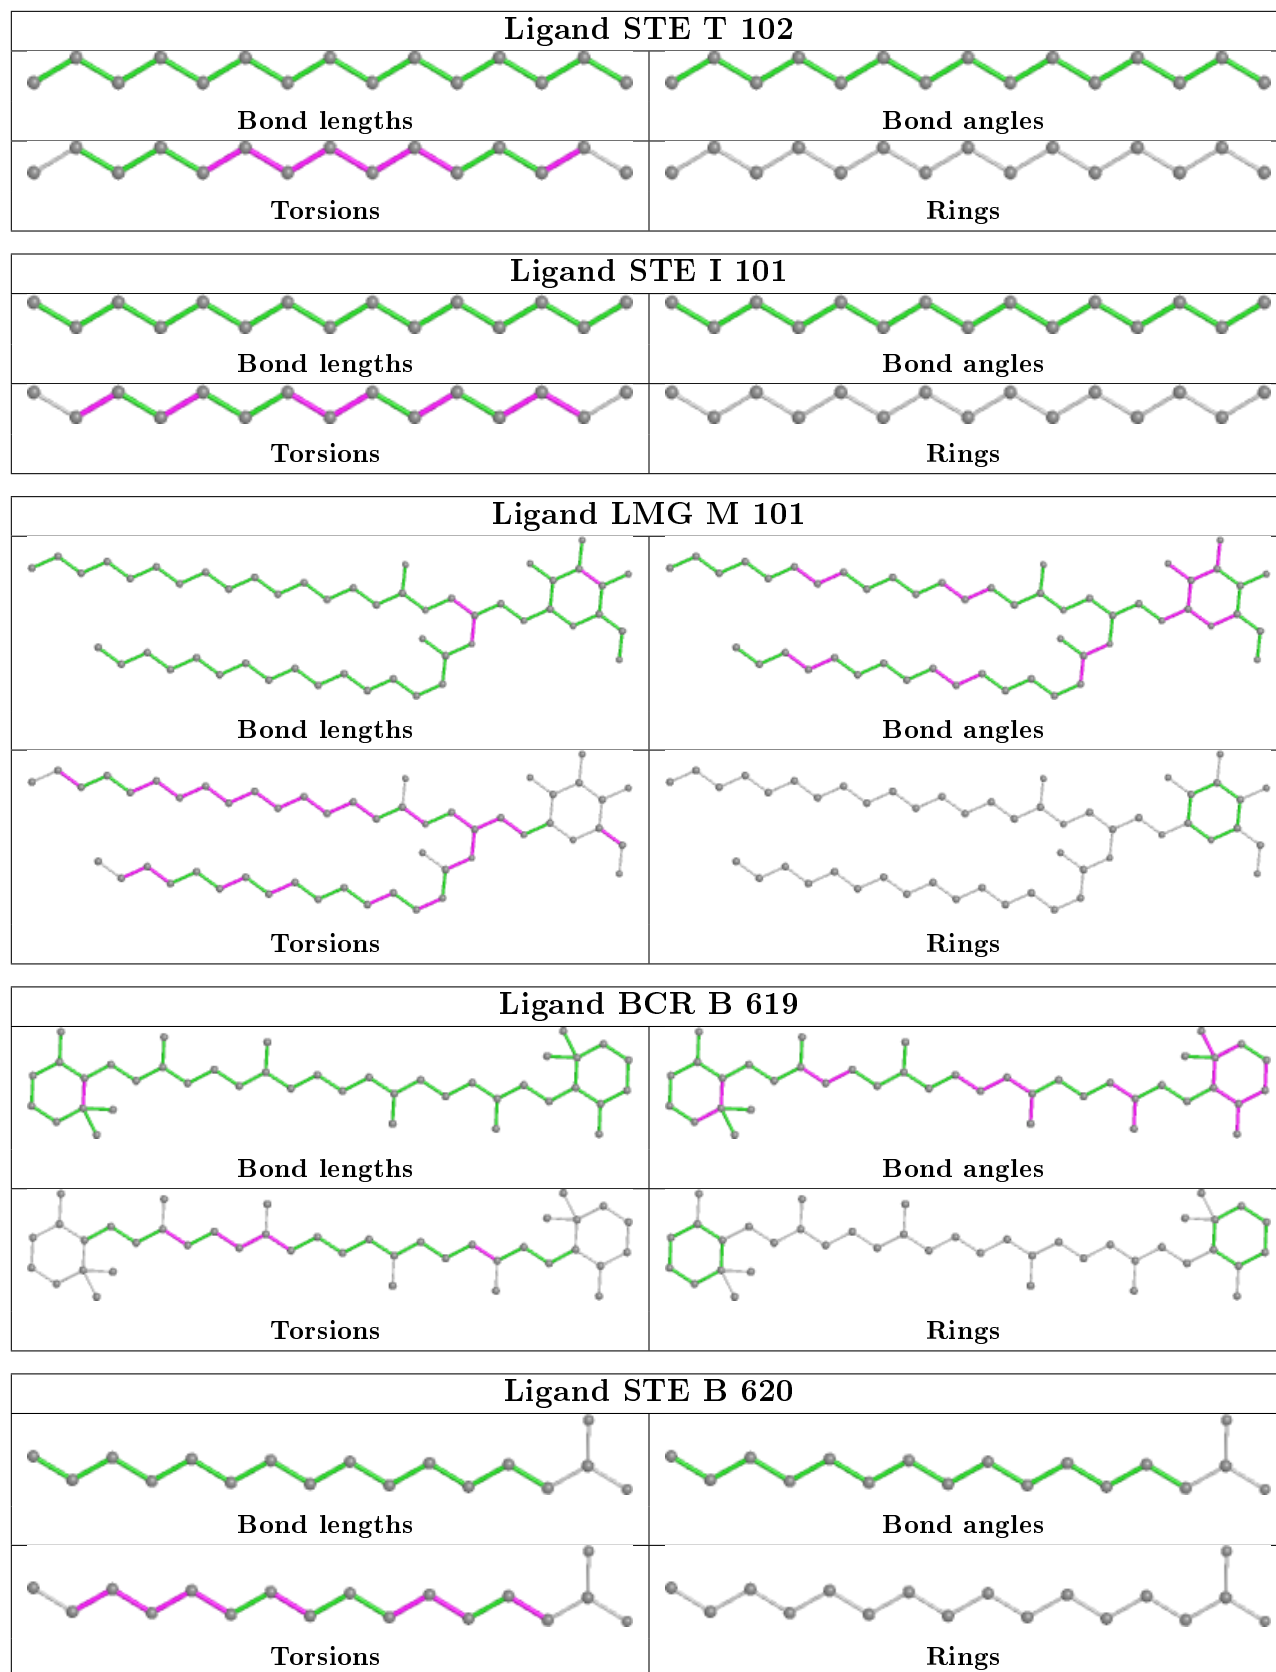 Ligand STE T 102
Bond lengths
Bond angles
Torsions
Rings
Ligand STE I 101
Bond lengths
Bond angles
Torsions
Rings
Ligand LMG M 101
Bond lengths
Bond angles
Torsions
Rings
Ligand BCR B 619
Bond lengths
Bond angles
Torsions
Rings
Ligand STE B 620
Bond lengths
Bond angles
Torsions
Rings